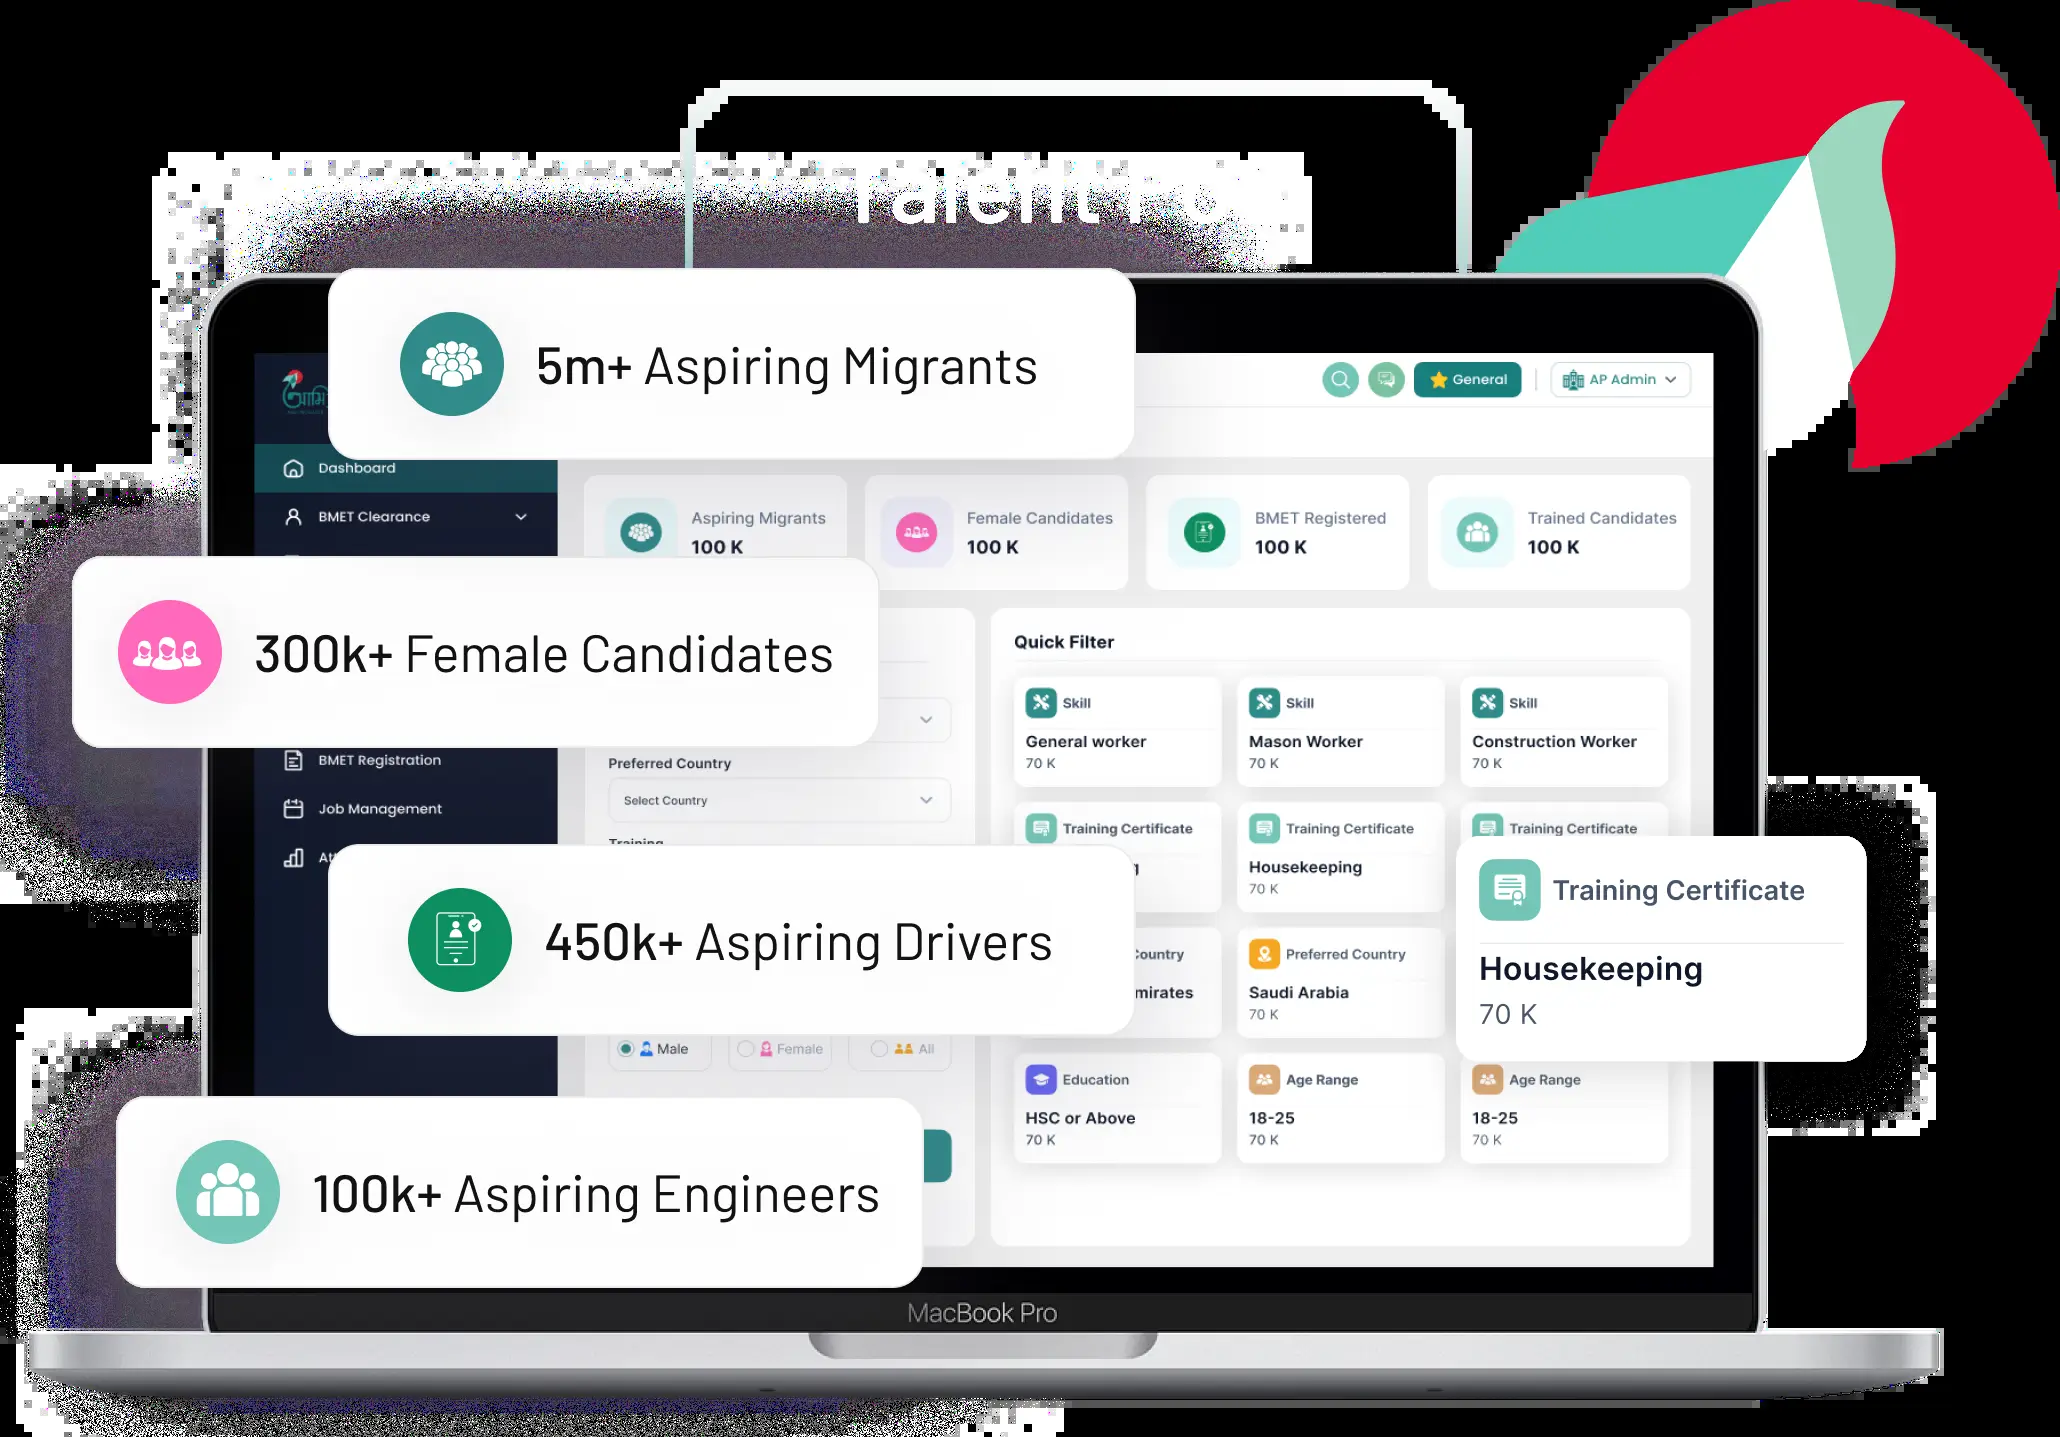 Talent
5m+ Aspiring Migrants
General
AP Admin
Dashboard
BMET Clearance
Aspiring Migrants
100 K
Female Candidates
100 K
BMET Registered
100 K
Trained Candidates
100 K
300k+ Female Candidates
Quick Filter
Skill
General worker
70 K
Skill
Mason Worker
70 K
Skill
Construction Worker
70 K
BMET Registration
Job Management
Preferred Country
Select Country
Training
Training Certificate
Training Certificate
Housekeeping
70 K
Training Certificate
450k+ Aspiring Drivers
Training Certificate
Housekeeping
70 K
Country
Preferred Country
Saudi Arabia
70 K
Male
Female
All
Education
HSC or Above
70 K
Age Range
18-25
70 K
Age Range
18-25
70 K
100k+ Aspiring Engineers
MacBook Pro